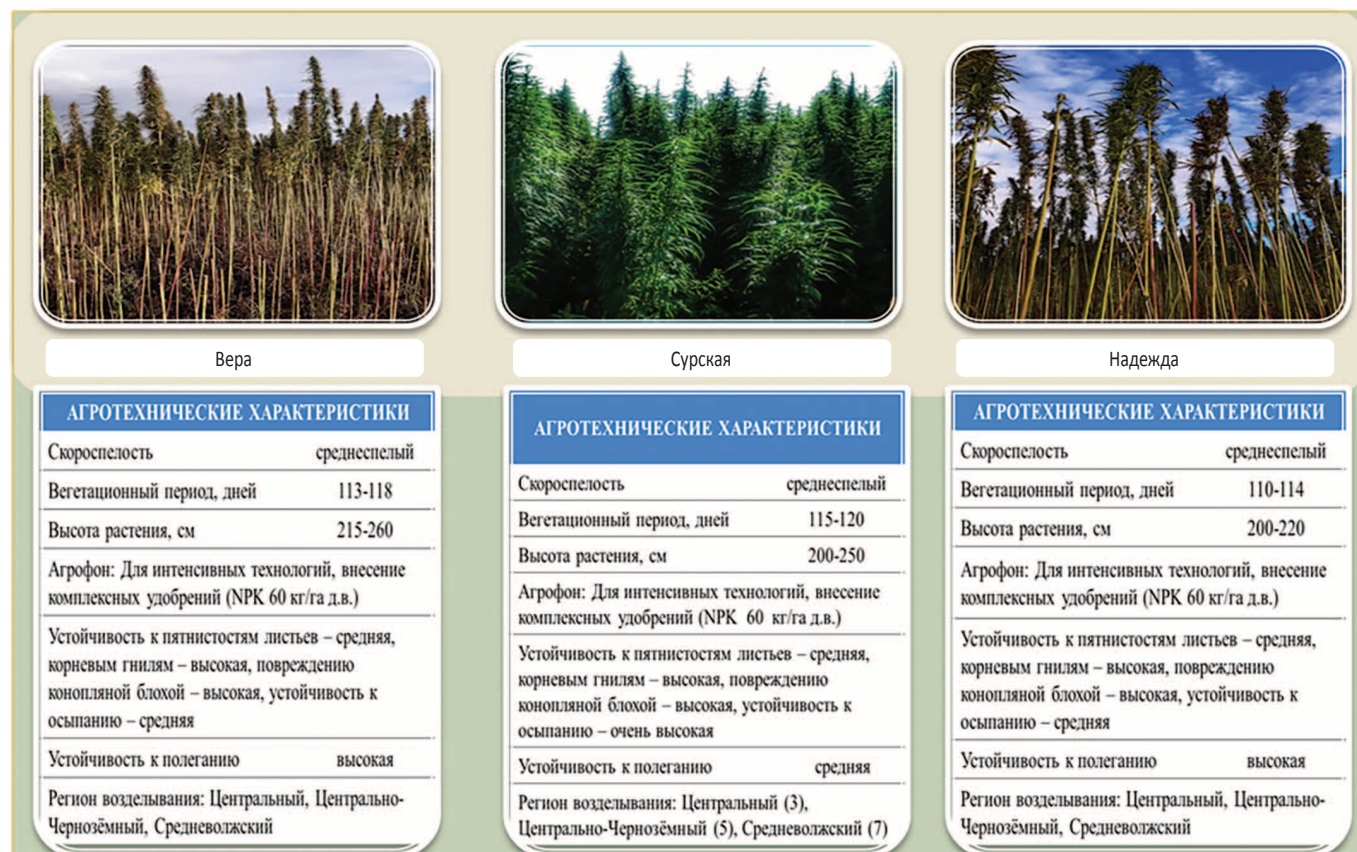 Вера
АГРОТЕХНИЧЕСКИЕ ХАРАКТЕРИСТИКИ
Скороспелость среднеспелый
Вегетационный период, дней 113-118
Высота растения, см 215-260
Агрофон: Для интенсивных технологий, внесение
комплексных удобрений (NPK 60 кг/га д.в.)
Устойчивость к пятнистостям листьев – средняя,
корневым гнилям – высокая, повреждению
конопляной блохой – высокая, устойчивость к
осыпанию – средняя
Устойчивость к полеганию высокая
Регион возделывания: Центральный, Центрально-
Чернозёмный, Средневолжский
Сурская
АГРОТЕХНИЧЕСКИЕ ХАРАКТЕРИСТИКИ
Скороспелость среднеспелый
Вегетационный период, дней 115-120
Высота растения, см 200-250
Агрофон: Для интенсивных технологий, внесение
комплексных удобрений (NPK 60 кг/га д.в.)
Устойчивость к пятнистостям листьев – средняя,
корневым гнилям – высокая, повреждению
конопляной блохой – высокая, устойчивость к
осыпанию – очень высокая
Устойчивость к полеганию средняя
Регион возделывания: Центральный (3),
Центрально-Чернозёмный (5), Средневолжский (7)
Надежда
АГРОТЕХНИЧЕСКИЕ ХАРАКТЕРИСТИКИ
Скороспелость среднеспелый
Вегетационный период, дней 110-114
Высота растения, см 200-220
Агрофон: Для интенсивных технологий, внесение
комплексных удобрений (NPK 60 кг/га д.в.)
Устойчивость к пятнистостям листьев – средняя,
корневым гнилям – высокая, повреждению
конопляной блохой – высокая, устойчивость к
осыпанию – средняя
Устойчивость к полеганию высокая
Регион возделывания: Центральный, Центрально-
Чернозёмный, Средневолжский